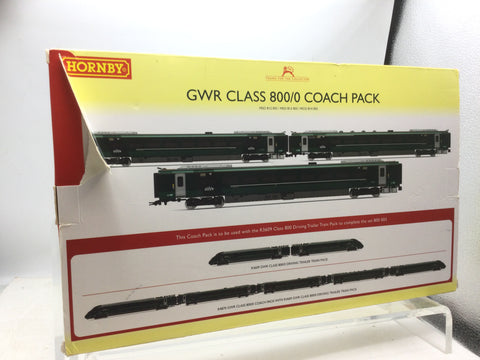 HORNBY
GWR CLASS 800/0 COACH PACK
This Coach Pack is to be used with the R3609 Class 800 Driving Trailer Train Pack to complete the set 800 003
R3609 GWR CLASS 800/0 DRIVING TRAILER TRAIN PACK
R4870 GWR CLASS 800/0 COACH PACK WITH R3609 GWR CLASS 800/0 DRIVING TRAILER TRAIN PACK